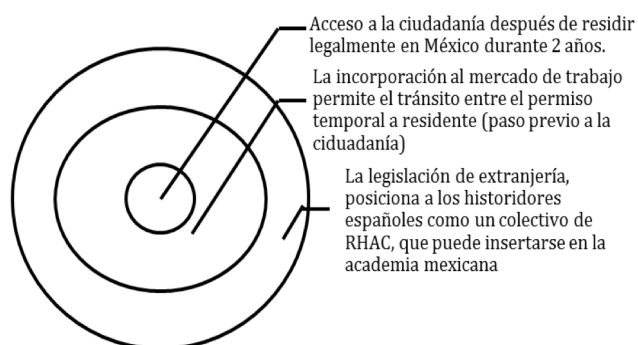 Acceso a la ciudadanía después de residir
legalmente en México durante 2 años.
La incorporación al mercado de trabajo
permite el tránsito entre el permiso
temporal a residente (paso previo a la
ciduadanía)
La legislación de extranjería,
posiciona a los historidores
españoles como un colectivo de
RHAC, que puede insertarse en la
academia mexicana